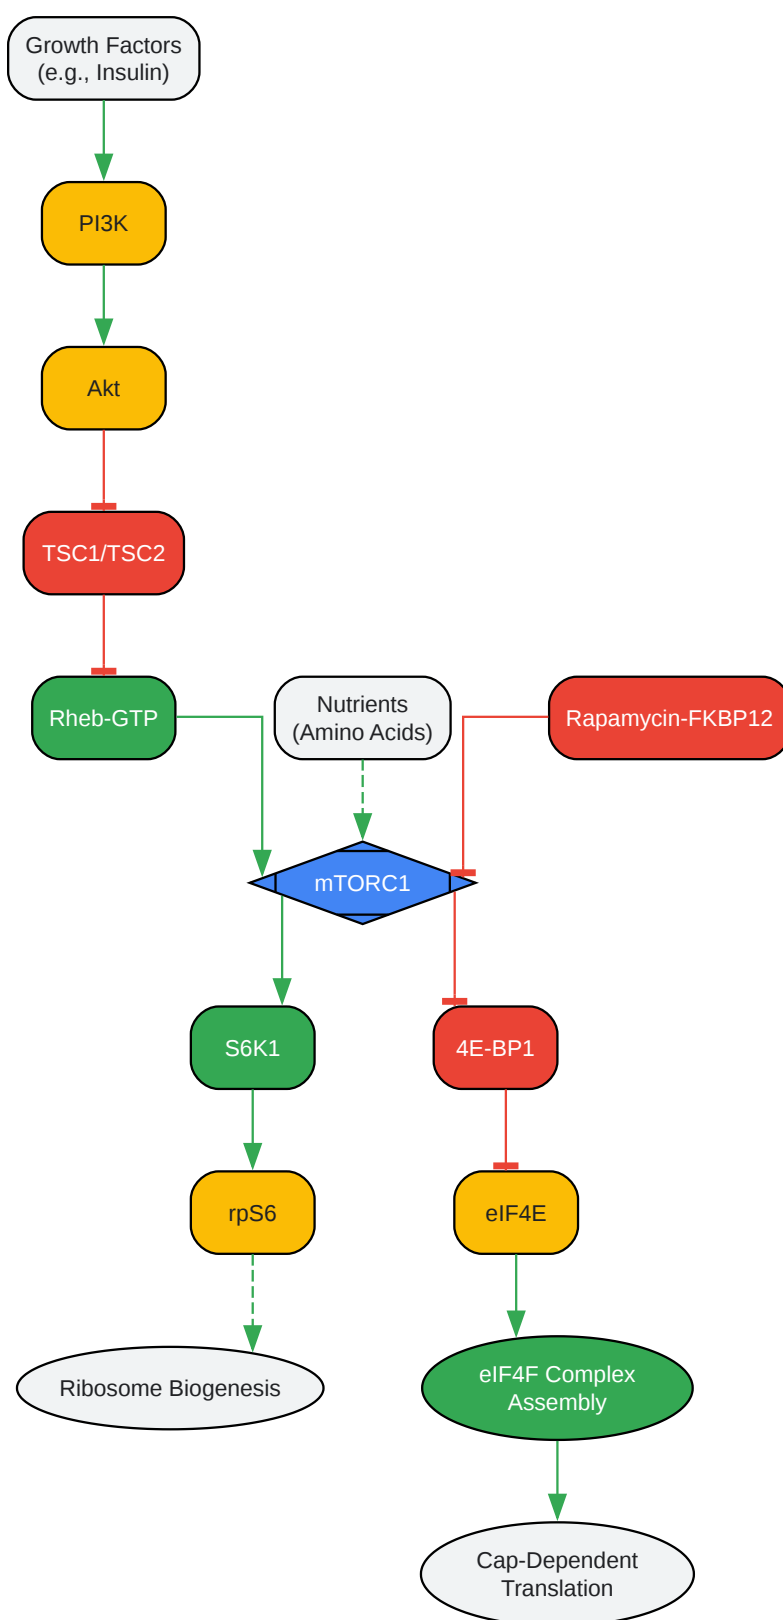 Growth Factors
(e.g., Insulin)
PI3K
Akt
TSC1/TSC2
Rheb-GTP
Nutrients
(Amino Acids)
Rapamycin-FKBP12
mTORC1
S6K1
4E-BP1
rpS6
eIF4E
Ribosome Biogenesis
eIF4F Complex
Assembly
Cap-Dependent
Translation